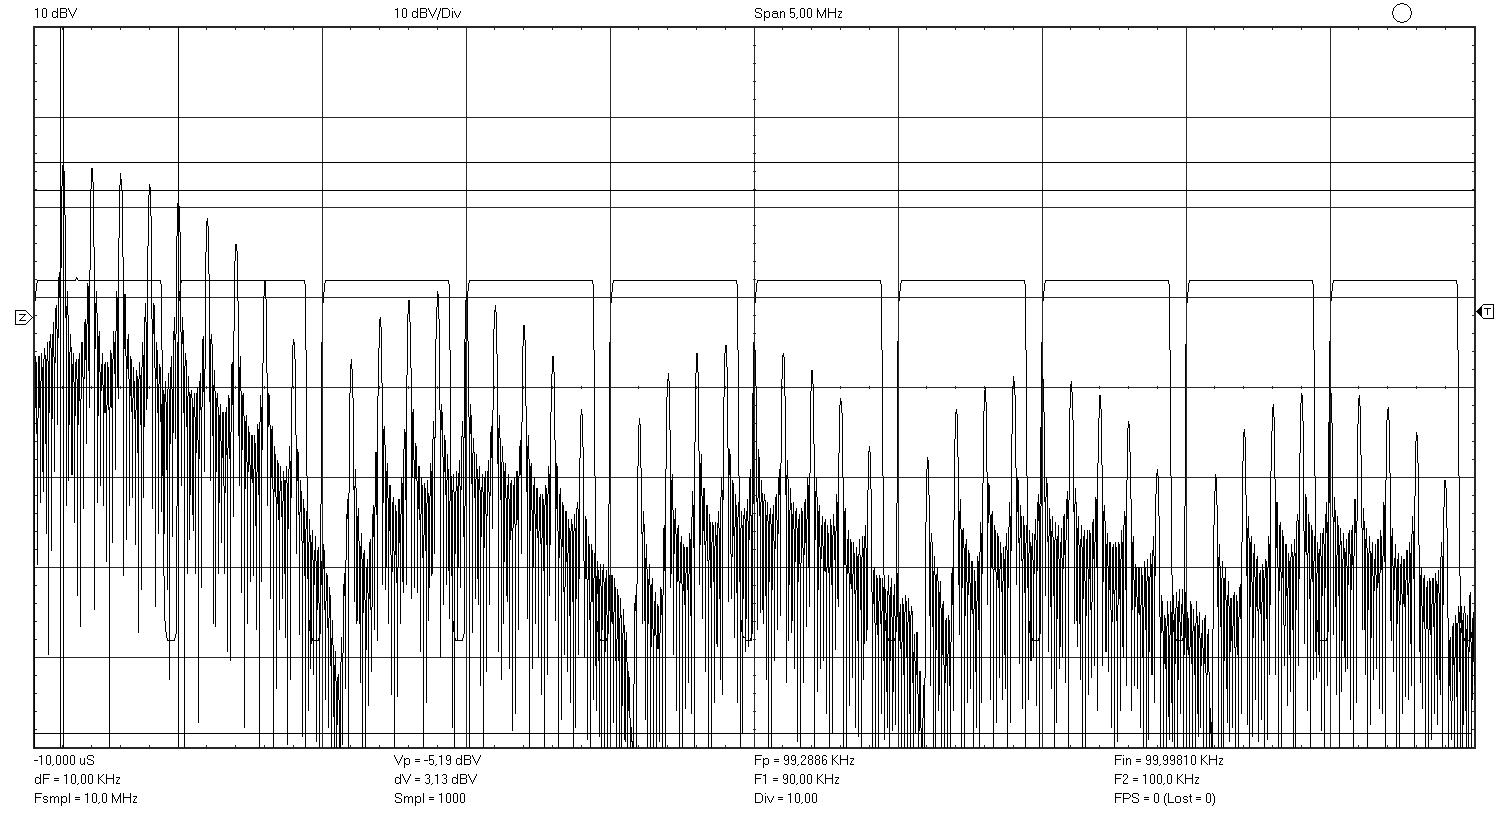 10 dBV 10 dBV/Div Span 5,00 MHz
Z T
-10,000 uS Vp = -5,19 dBV Fp = 99,2886 KHz Fin = 99,99810 KHz
dF = 10,00 KHz dV = 3,13 dBV F1 = 90,00 KHz F2 = 100,0 KHz
Fsmpl = 10,0 MHz Smpl = 1000 Div = 10,00 FPS = 0 (Lost = 0)